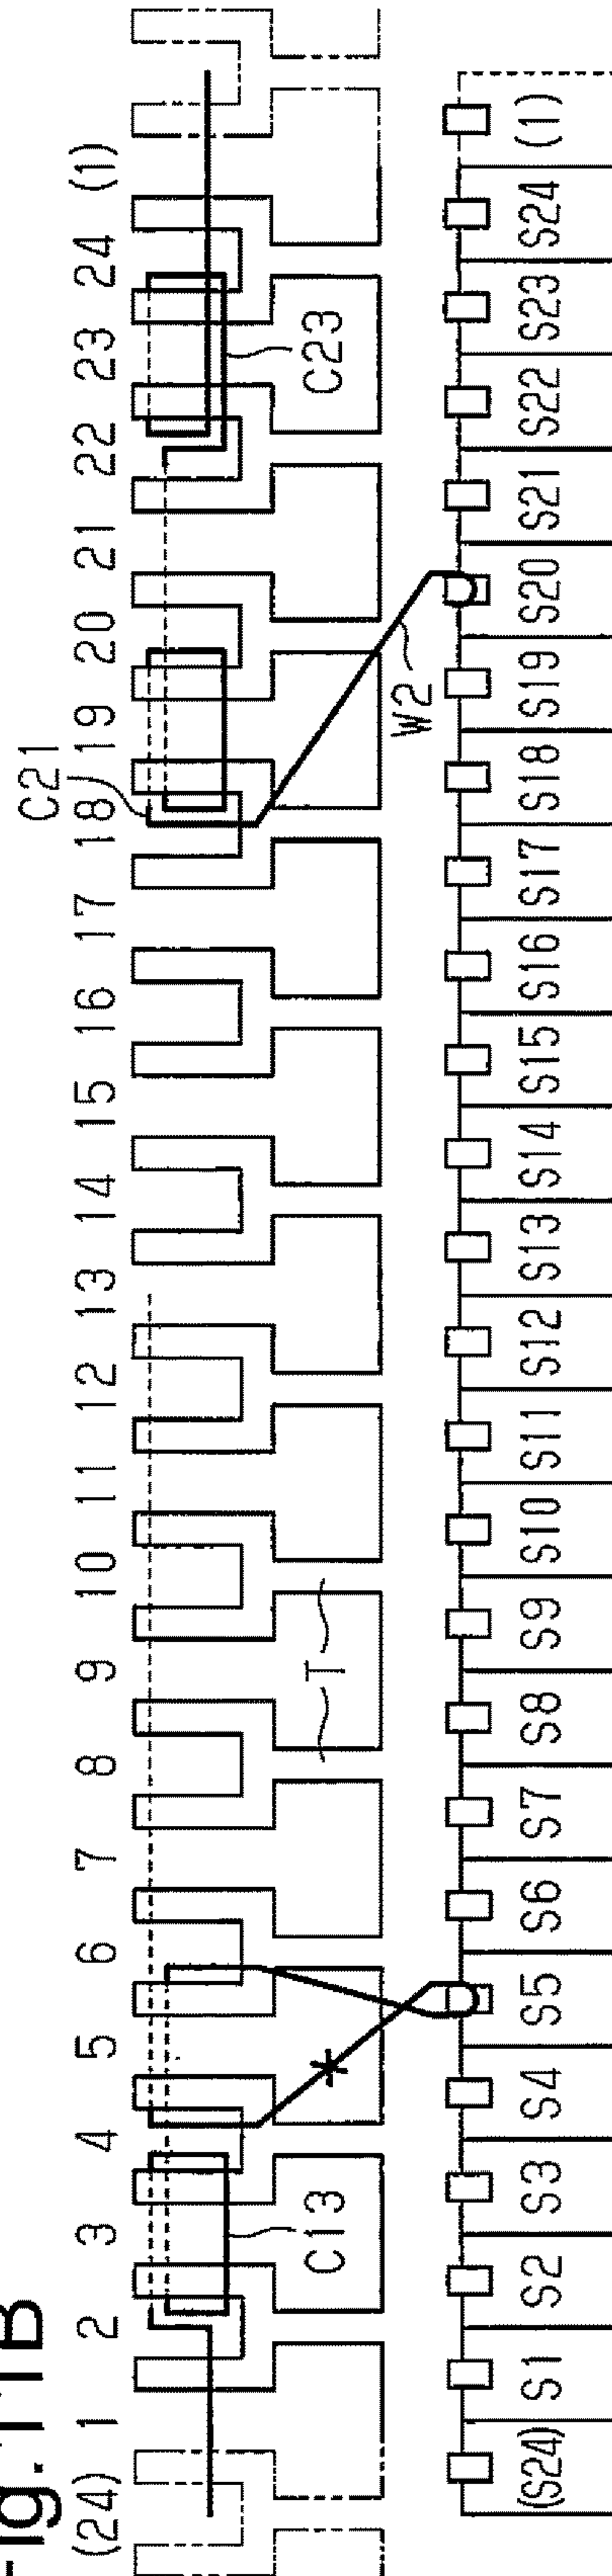 Fig.11B
(24) 1 2 3 4 5 6 7 8 9 10 11 12 13 14 15 16 17 18 19 20 21 22 23 24 (1)
C21
C13
T
W2
C23
(S24) S1 S2 S3 S4 S5 S6 S7 S8 S9 S10 S11 S12 S13 S14 S15 S16 S17 S18 S19 S20 S21 S22 S23 S24 (1)